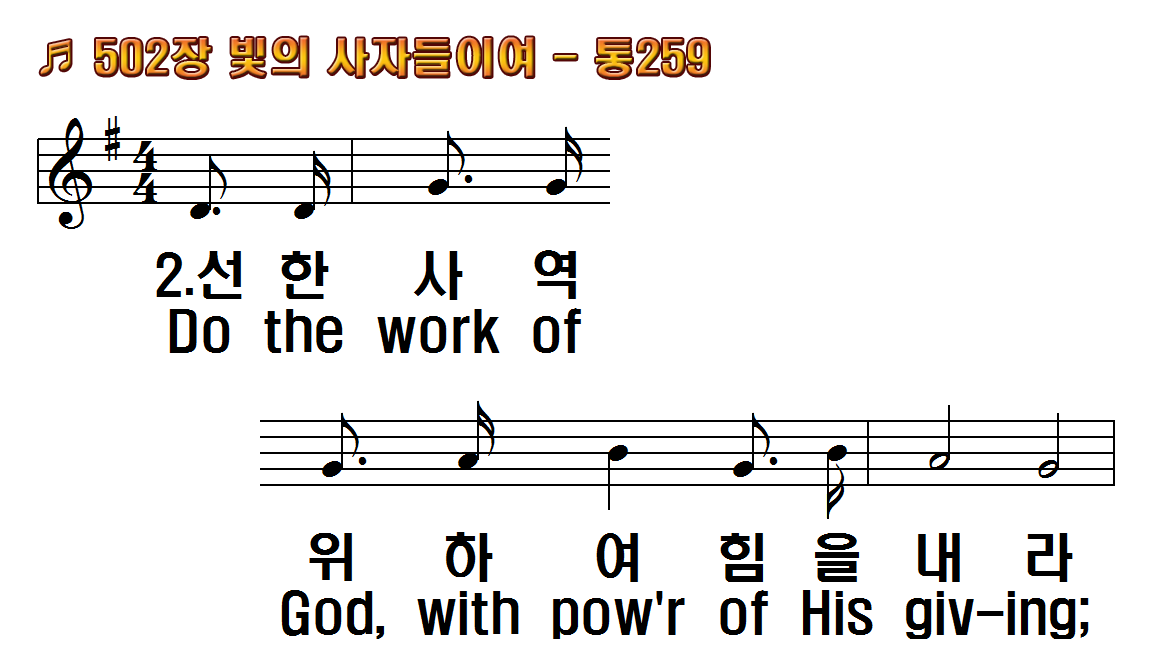 ♬ 502장 빛의 사자들이여 - 통259
4
4
2.선 한 사 역
Do the work of
위 하 여 힘 을 내 라
God, with pow'r of His giv-ing;